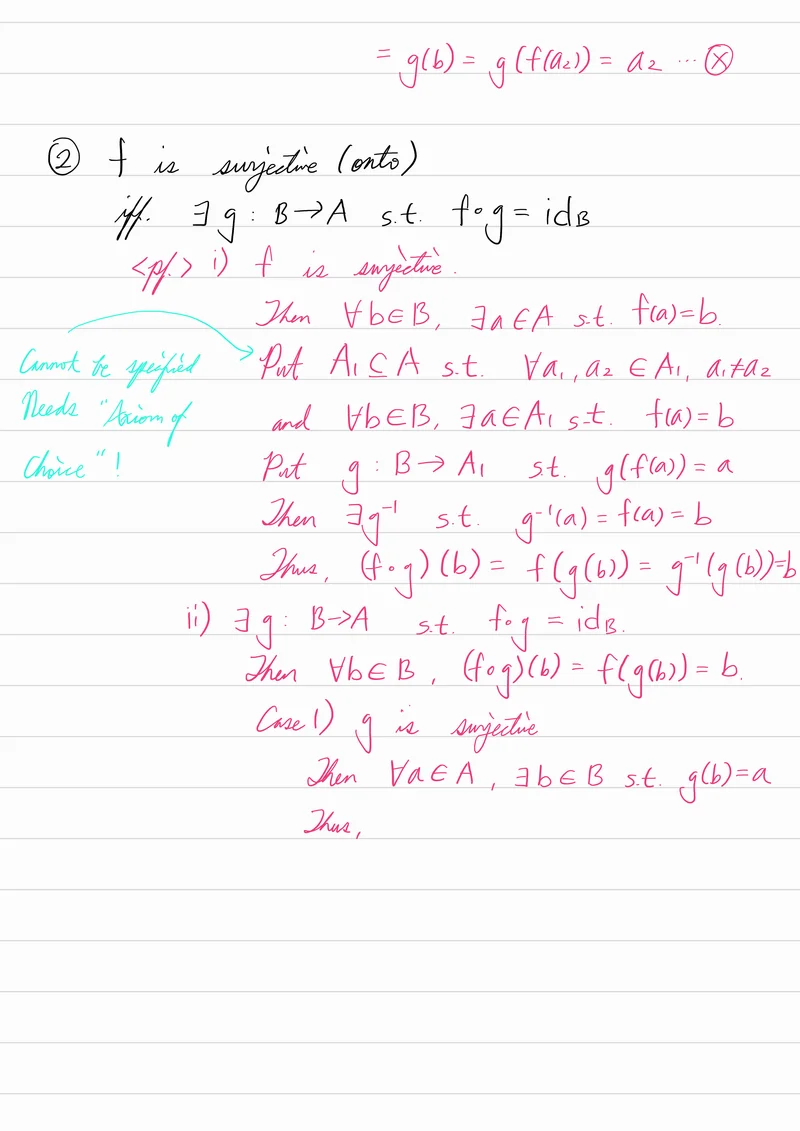 = g(b) = g(f(a₂)) = a₂ ... ⊗
② f is surjective (onto)
iff. ∃g : B→A s.t. f∘g = id_B
<pf.> i) f is surjective.
Then ∀b∈B, ∃a∈A s.t. f(a)=b.
Cannot be specified
Put A₁⊆A s.t. ∀a₁, a₂ ∈A₁, a₁≠a₂
Needs "Axiom of
and ∀b∈B, ∃a∈A₁ s.t. f(a)=b
Choice"!
Put g : B→A₁ s.t. g(f(a))=a
Then ∃g⁻¹ s.t. g⁻¹(a)=f(a)=b
Thus, (f∘g)(b) = f(g(b)) = g⁻¹(g(b))=b
ii) ∃g : B→A s.t. f∘g = id_B.
Then ∀b∈B, (f∘g)(b) = f(g(b)) = b.
Case 1) g is surjective
Then ∀a∈A, ∃b∈B s.t. g(b)=a
Thus,